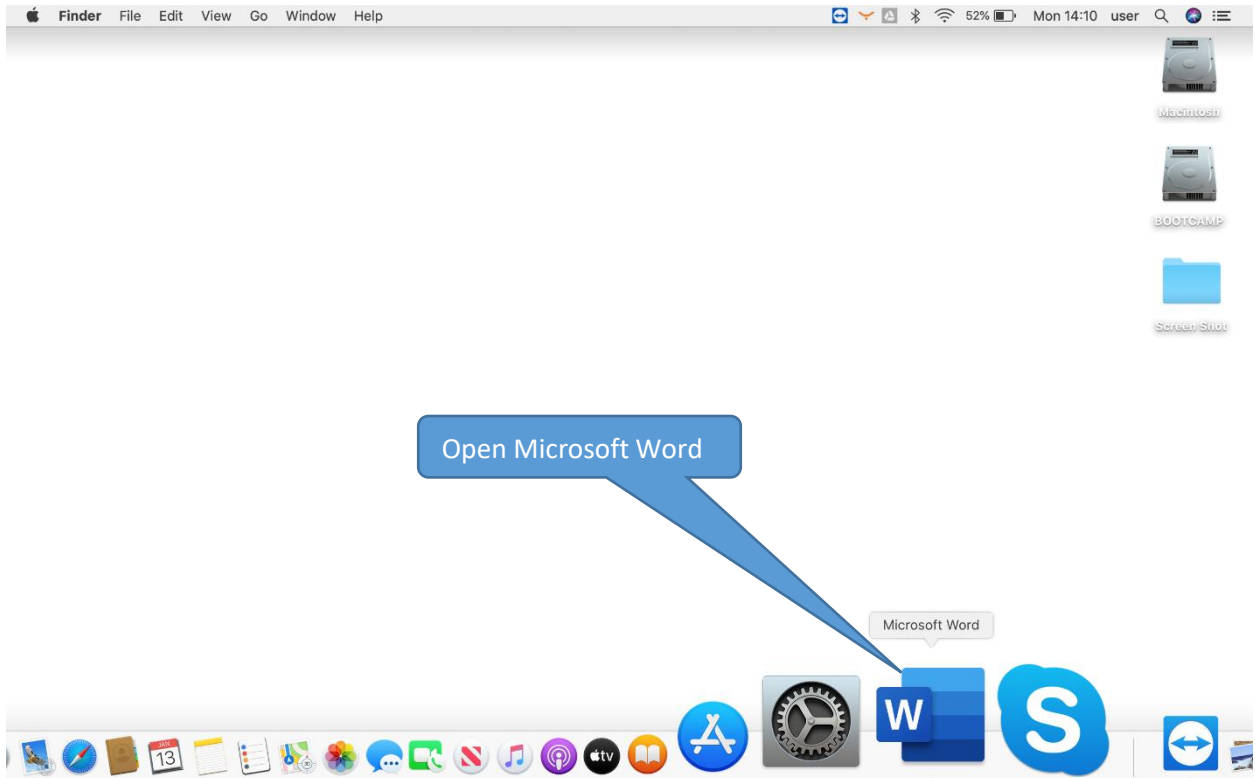 Finder File Edit View Go Window Help 52% Mon 14:10 user
Macintosh
BOOTCAMP
Screen Shot
Open Microsoft Word
Microsoft Word
W
S
JAN
13
tv